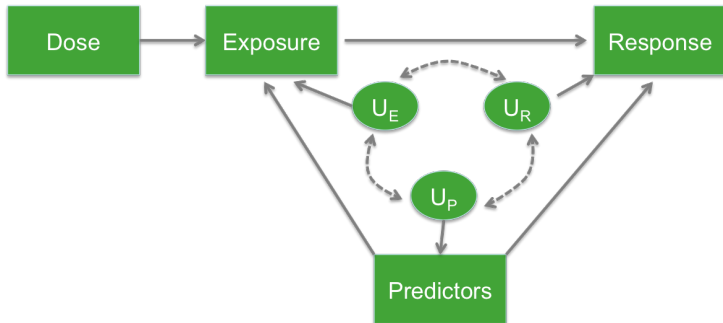 Dose
Exposure
Response
U_E
U_R
U_P
Predictors